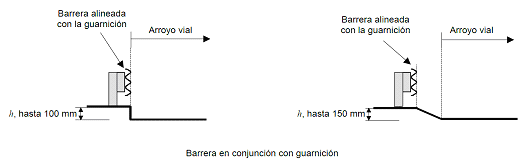 Barrera alineada
con la guarnición
Arroyo vial
h, hasta 100 mm
Barrera alineada
con la guarnición
Arroyo vial
h, hasta 150 mm
Barrera en conjunción con guarnición